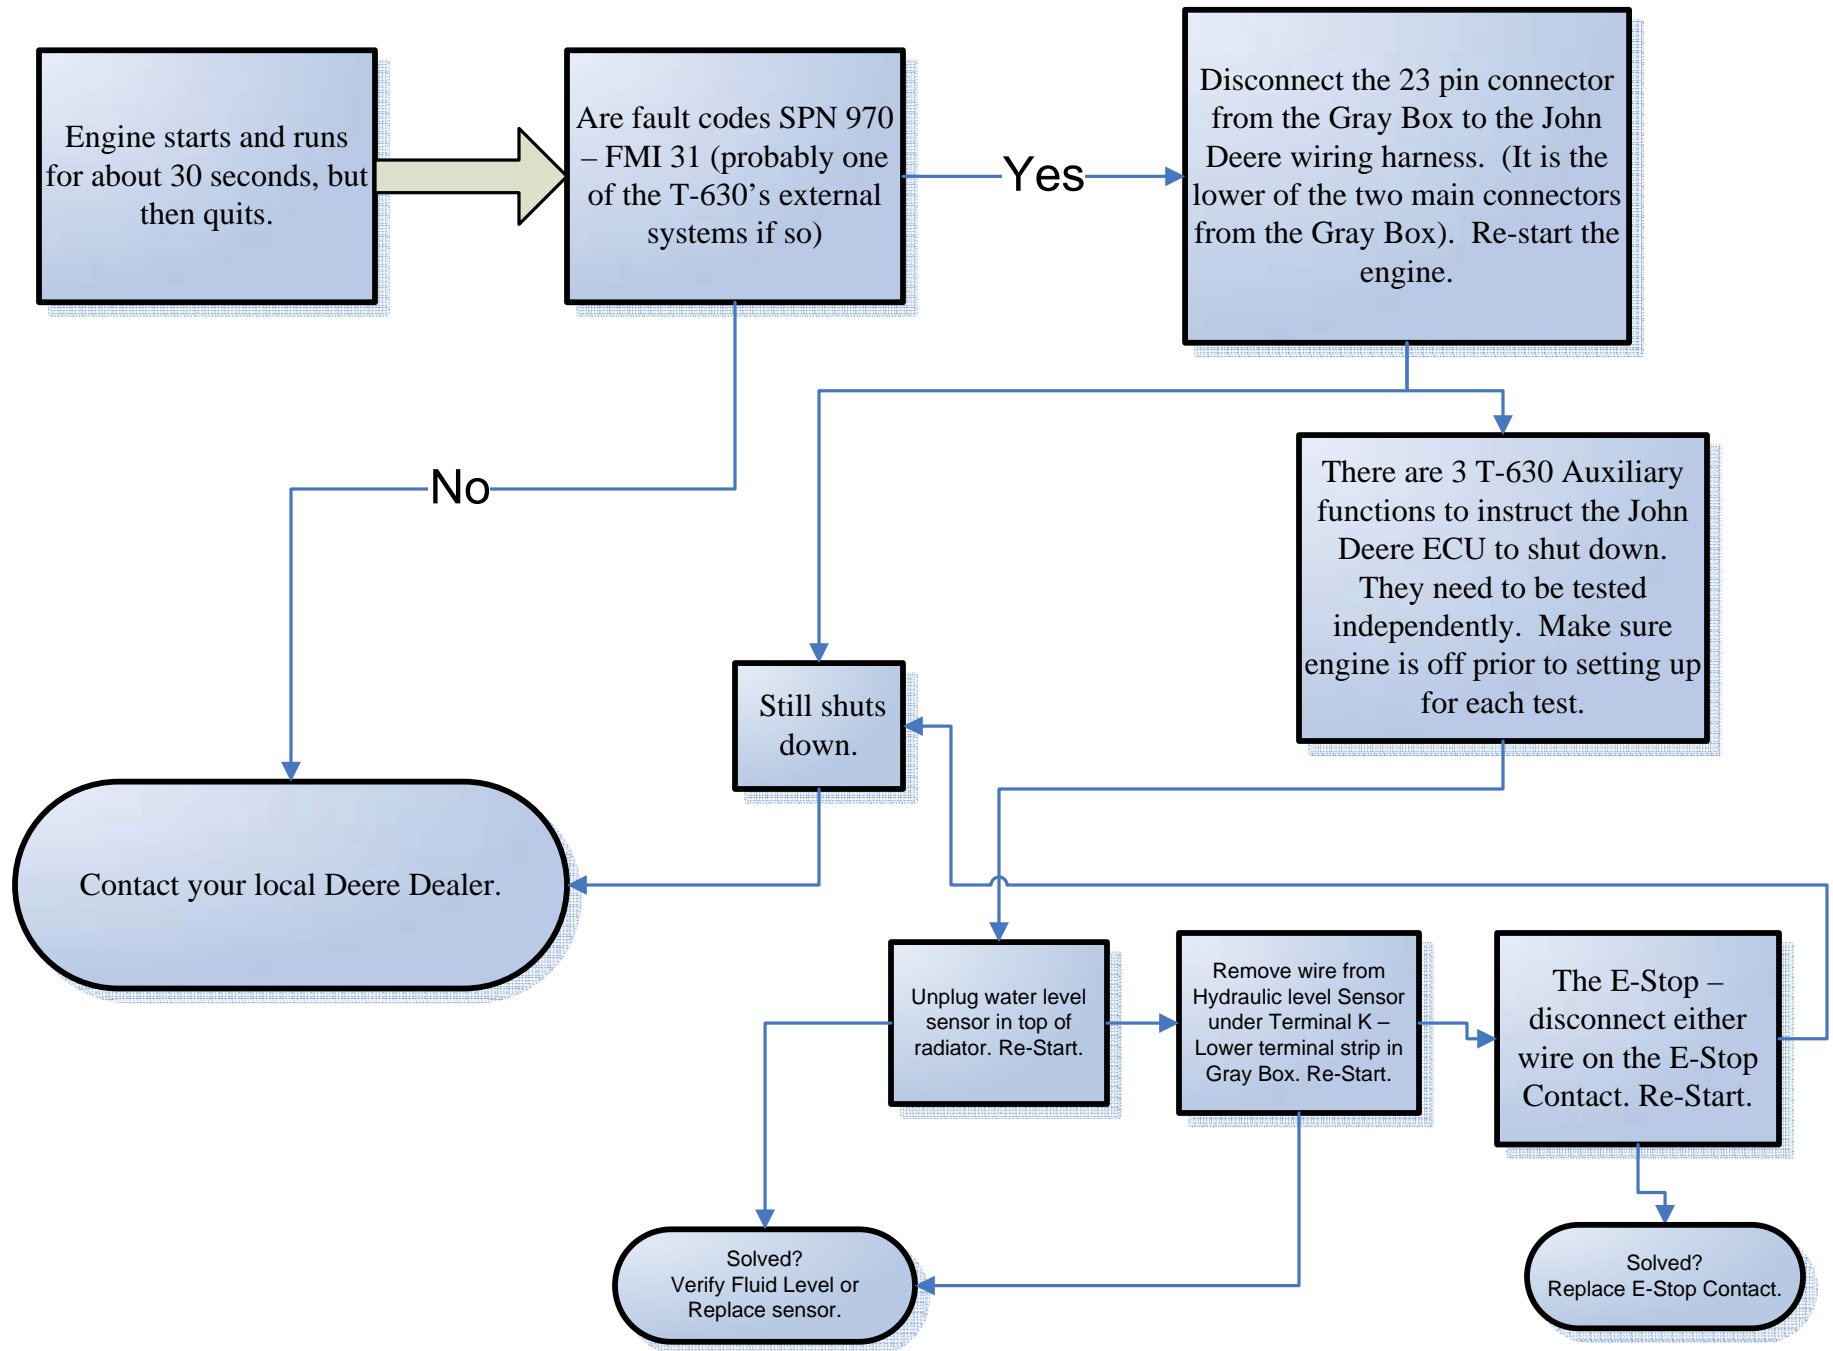 Engine starts and runs
for about 30 seconds, but
then quits.
Are fault codes SPN 970
– FMI 31 (probably one
of the T-630’s external
systems if so)
Yes
Disconnect the 23 pin connector
from the Gray Box to the John
Deere wiring harness.  (It is the
lower of the two main connectors
from the Gray Box).  Re-start the
engine.
No
There are 3 T-630 Auxiliary
functions to instruct the John
Deere ECU to shut down.
They need to be tested
independently.  Make sure
engine is off prior to setting up
for each test.
Still shuts
down.
Contact your local Deere Dealer.
Unplug water level
sensor in top of
radiator. Re-Start.
Remove wire from
Hydraulic level Sensor
under Terminal K –
Lower terminal strip in
Gray Box. Re-Start.
The E-Stop –
disconnect either
wire on the E-Stop
Contact. Re-Start.
Solved?
Verify Fluid Level or
Replace sensor.
Solved?
Replace E-Stop Contact.